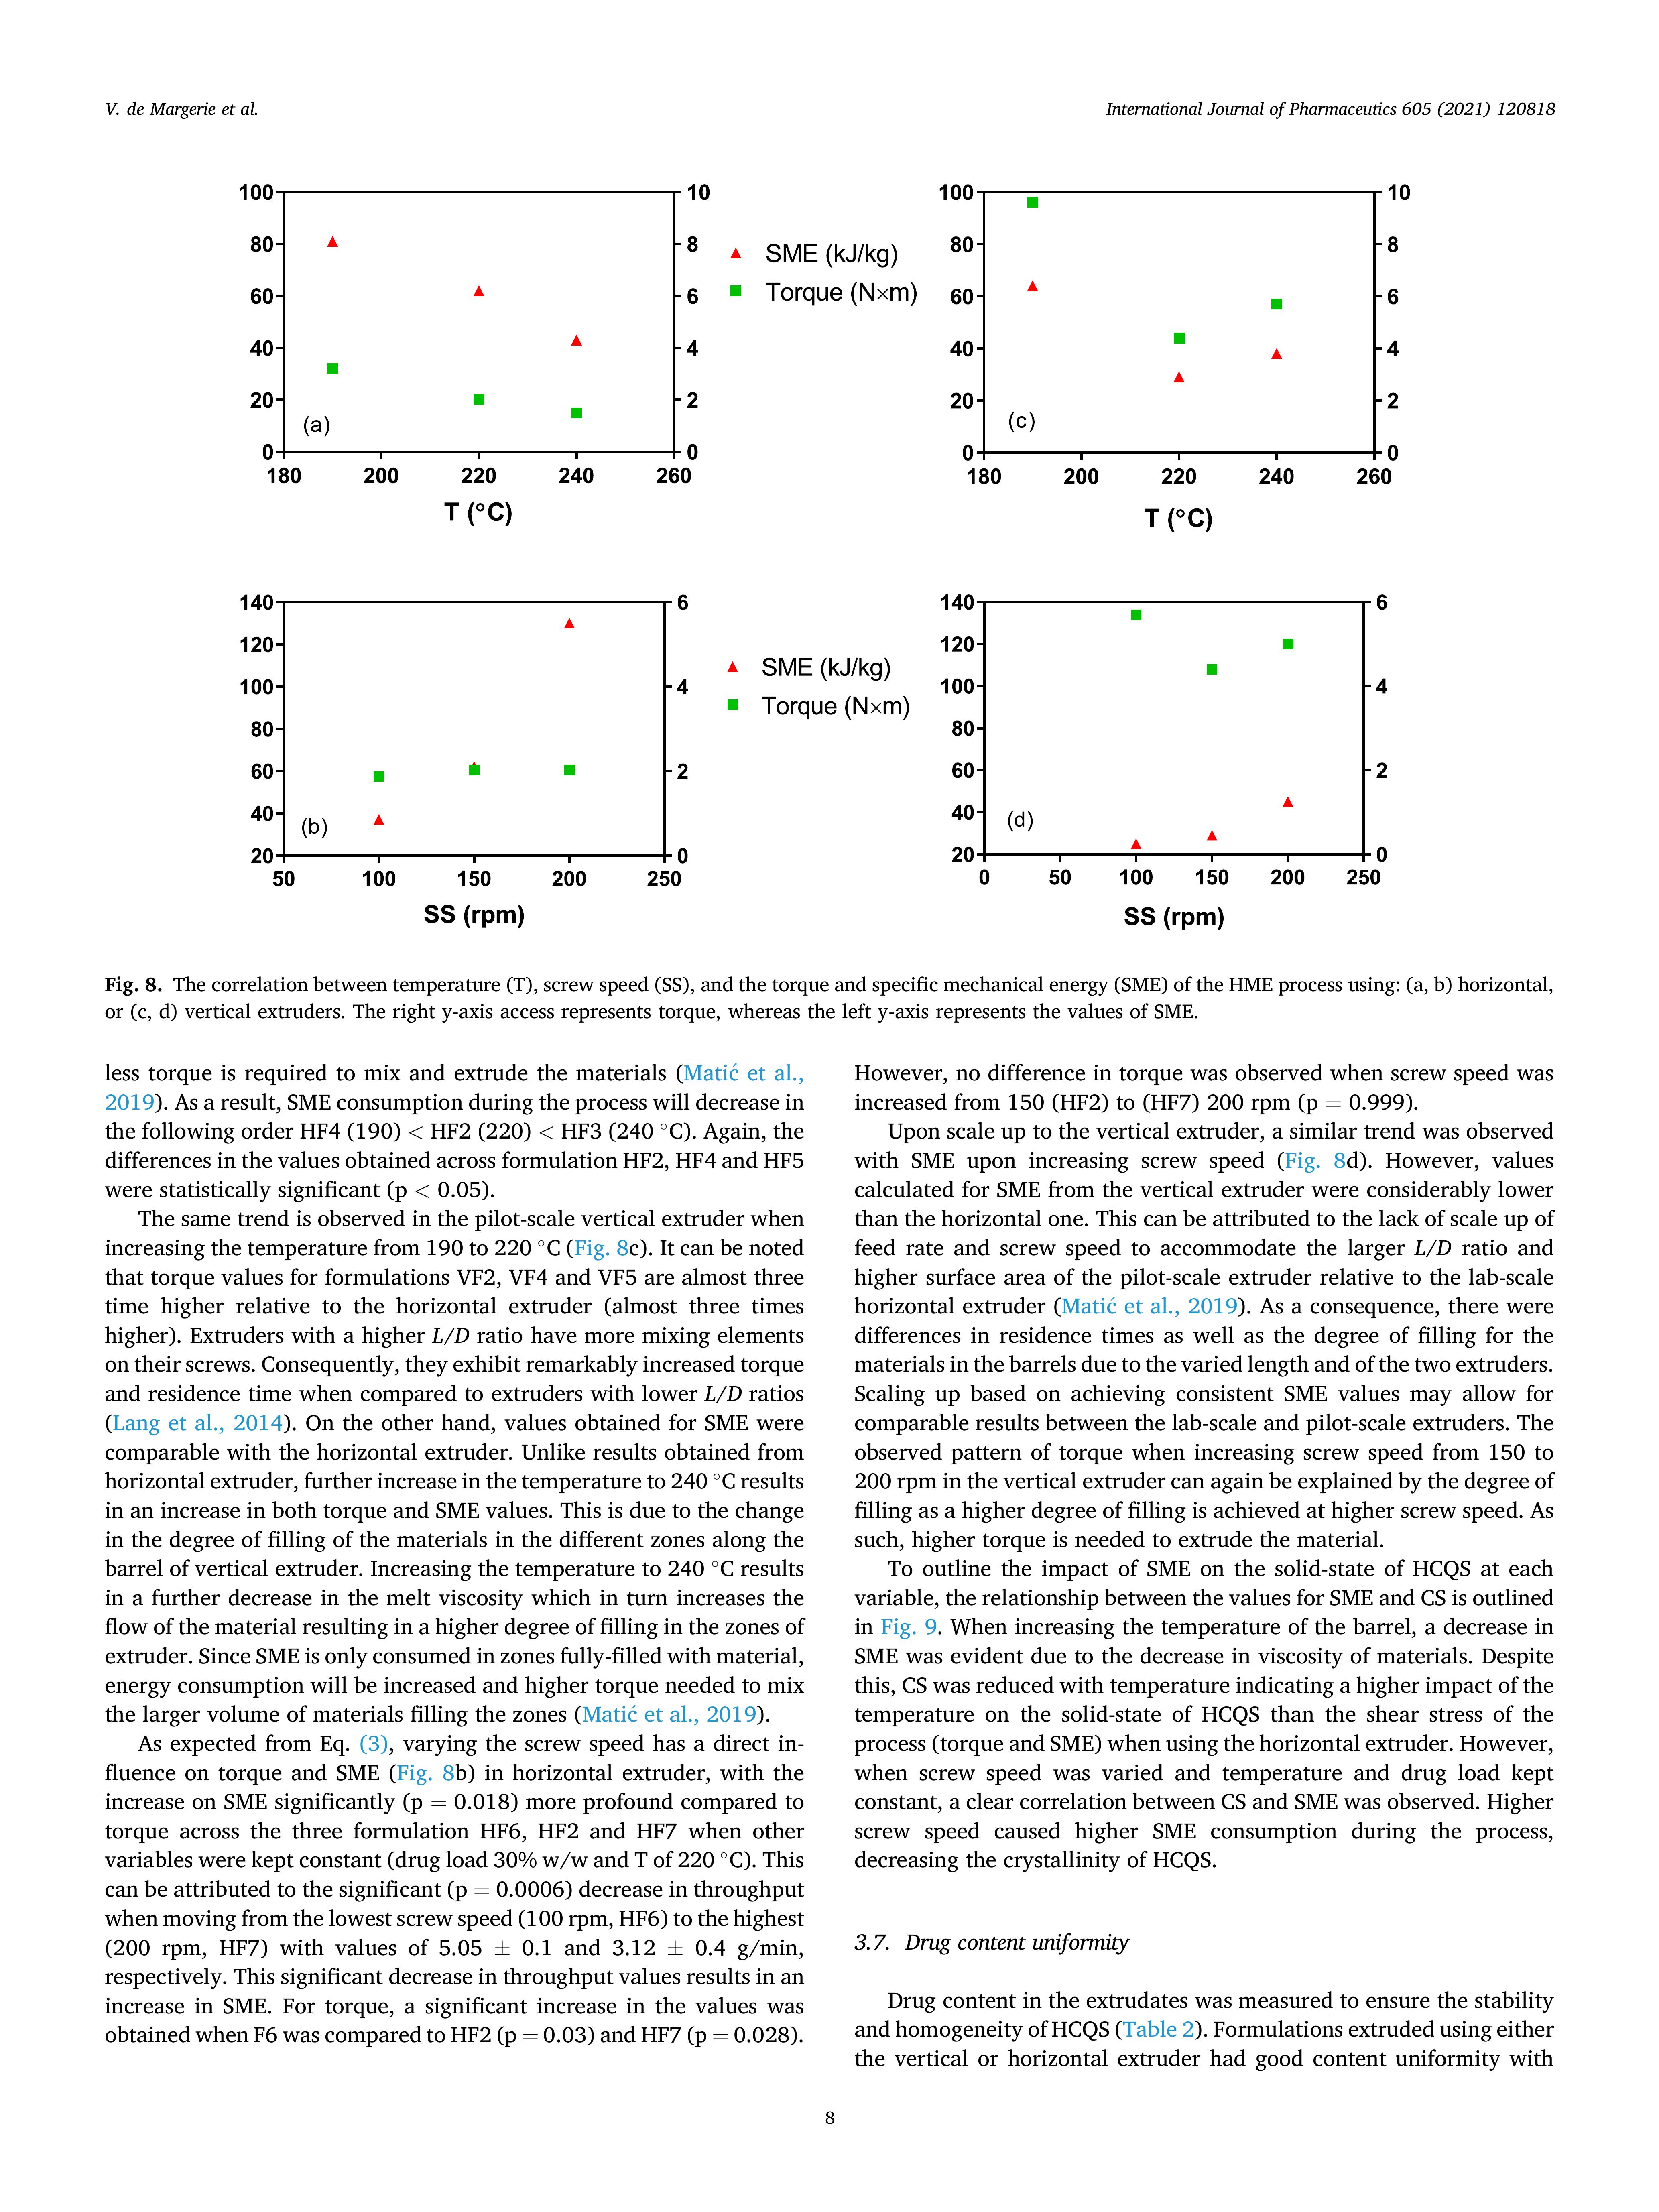 V. de Margerie et al.
International Journal of Pharmaceutics 605 (2021) 120818
100
80
60
40
20
0
10
8
6
4
2
0
(a)
180 200 220 240 260
T (°C)
SME (kJ/kg)
Torque (N×m)
100
80
60
40
20
0
10
8
6
4
2
0
(c)
180 200 220 240 260
T (°C)
140
120
100
80
60
40
20
6
4
2
0
(b)
50 100 150 200 250
SS (rpm)
SME (kJ/kg)
Torque (N×m)
140
120
100
80
60
40
20
6
4
2
0
(d)
0 50 100 150 200 250
SS (rpm)
Fig. 8. The correlation between temperature (T), screw speed (SS), and the torque and specific mechanical energy (SME) of the HME process using: (a, b) horizontal,
or (c, d) vertical extruders. The right y-axis access represents torque, whereas the left y-axis represents the values of SME.
less torque is required to mix and extrude the materials (Matić et al.,
2019). As a result, SME consumption during the process will decrease in
the following order HF4 (190) < HF2 (220) < HF3 (240 °C). Again, the
differences in the values obtained across formulation HF2, HF4 and HF5
were statistically significant (p < 0.05).
The same trend is observed in the pilot-scale vertical extruder when
increasing the temperature from 190 to 220 °C (Fig. 8c). It can be noted
that torque values for formulations VF2, VF4 and VF5 are almost three
time higher relative to the horizontal extruder (almost three times
higher). Extruders with a higher L/D ratio have more mixing elements
on their screws. Consequently, they exhibit remarkably increased torque
and residence time when compared to extruders with lower L/D ratios
(Lang et al., 2014). On the other hand, values obtained for SME were
comparable with the horizontal extruder. Unlike results obtained from
horizontal extruder, further increase in the temperature to 240 °C results
in an increase in both torque and SME values. This is due to the change
in the degree of filling of the materials in the different zones along the
barrel of vertical extruder. Increasing the temperature to 240 °C results
in a further decrease in the melt viscosity which in turn increases the
flow of the material resulting in a higher degree of filling in the zones of
extruder. Since SME is only consumed in zones fully-filled with material,
energy consumption will be increased and higher torque needed to mix
the larger volume of materials filling the zones (Matić et al., 2019).
As expected from Eq. (3), varying the screw speed has a direct in-
fluence on torque and SME (Fig. 8b) in horizontal extruder, with the
increase on SME significantly (p = 0.018) more profound compared to
torque across the three formulation HF6, HF2 and HF7 when other
variables were kept constant (drug load 30% w/w and T of 220 °C). This
can be attributed to the significant (p = 0.0006) decrease in throughput
when moving from the lowest screw speed (100 rpm, HF6) to the highest
(200 rpm, HF7) with values of 5.05 ± 0.1 and 3.12 ± 0.4 g/min,
respectively. This significant decrease in throughput values results in an
increase in SME. For torque, a significant increase in the values was
obtained when F6 was compared to HF2 (p = 0.03) and HF7 (p = 0.028).
However, no difference in torque was observed when screw speed was
increased from 150 (HF2) to (HF7) 200 rpm (p = 0.999).
Upon scale up to the vertical extruder, a similar trend was observed
with SME upon increasing screw speed (Fig. 8d). However, values
calculated for SME from the vertical extruder were considerably lower
than the horizontal one. This can be attributed to the lack of scale up of
feed rate and screw speed to accommodate the larger L/D ratio and
higher surface area of the pilot-scale extruder relative to the lab-scale
horizontal extruder (Matić et al., 2019). As a consequence, there were
differences in residence times as well as the degree of filling for the
materials in the barrels due to the varied length and of the two extruders.
Scaling up based on achieving consistent SME values may allow for
comparable results between the lab-scale and pilot-scale extruders. The
observed pattern of torque when increasing screw speed from 150 to
200 rpm in the vertical extruder can again be explained by the degree of
filling as a higher degree of filling is achieved at higher screw speed. As
such, higher torque is needed to extrude the material.
To outline the impact of SME on the solid-state of HCQS at each
variable, the relationship between the values for SME and CS is outlined
in Fig. 9. When increasing the temperature of the barrel, a decrease in
SME was evident due to the decrease in viscosity of materials. Despite
this, CS was reduced with temperature indicating a higher impact of the
temperature on the solid-state of HCQS than the shear stress of the
process (torque and SME) when using the horizontal extruder. However,
when screw speed was varied and temperature and drug load kept
constant, a clear correlation between CS and SME was observed. Higher
screw speed caused higher SME consumption during the process,
decreasing the crystallinity of HCQS.
3.7. Drug content uniformity
Drug content in the extrudates was measured to ensure the stability
and homogeneity of HCQS (Table 2). Formulations extruded using either
the vertical or horizontal extruder had good content uniformity with
8